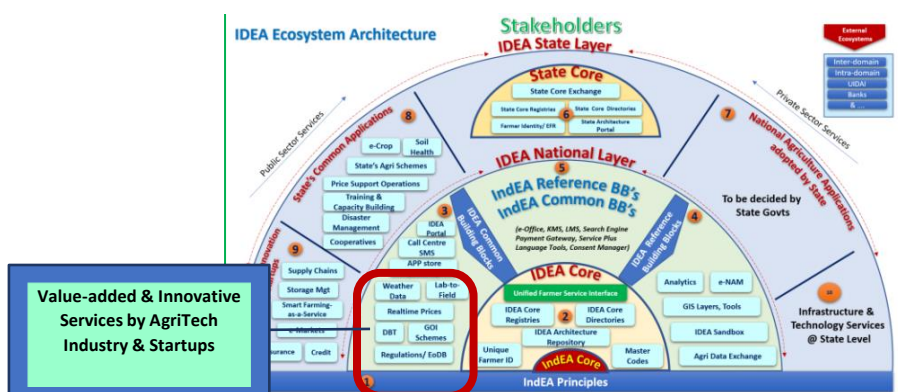 IDEA Ecosystem Architecture
Stakeholders
IDEA State Layer
External
Ecosystems
Inter-domain
Intra-domain
UIDAI
Banks
& ...
Public Sector Services
Private Sector Services
State Core
State Core Exchange
State Core Registries
State Core Directories
6
Farmer Identity/ EFR
State Architecture
Portal
8
State's Common Applications
e-Crop
Soil
Health
State's Agri Schemes
Price Support Operations
Training &
Capacity Building
Disaster
Management
Cooperatives
7
National Agriculture Applications
adopted by State
To be decided by
State Govts
IDEA National Layer
5
IndEA Reference BB's
IndEA Common BB's
(e-Office, KMS, LMS, Search Engine
Payment Gateway, Service Plus
Language Tools, Consent Manager)
3
IDEA Common
Building Blocks
4
IDEA Reference
Building Blocks
IDEA
Portal
Call Centre
SMS
APP store
9
Supply Chains
Storage Mgt
Smart Farming-
as-a-Service
Credit
Value-added & Innovative
Services by AgriTech
Industry & Startups
Weather
Data
Lab-to-
Field
Realtime Prices
DBT
GOI
Schemes
Regulations/ EoDB
IDEA Core
Unified Farmer Service Interface
IDEA Core
Registries
2
IDEA Core
Directories
IDEA Architecture
Repository
Unique
Farmer ID
Master
Codes
IndEA Core
Analytics
e-NAM
GIS Layers, Tools
IDEA Sandbox
Agri Data Exchange
10
Infrastructure &
Technology Services
@ State Level
1
IndEA Principles